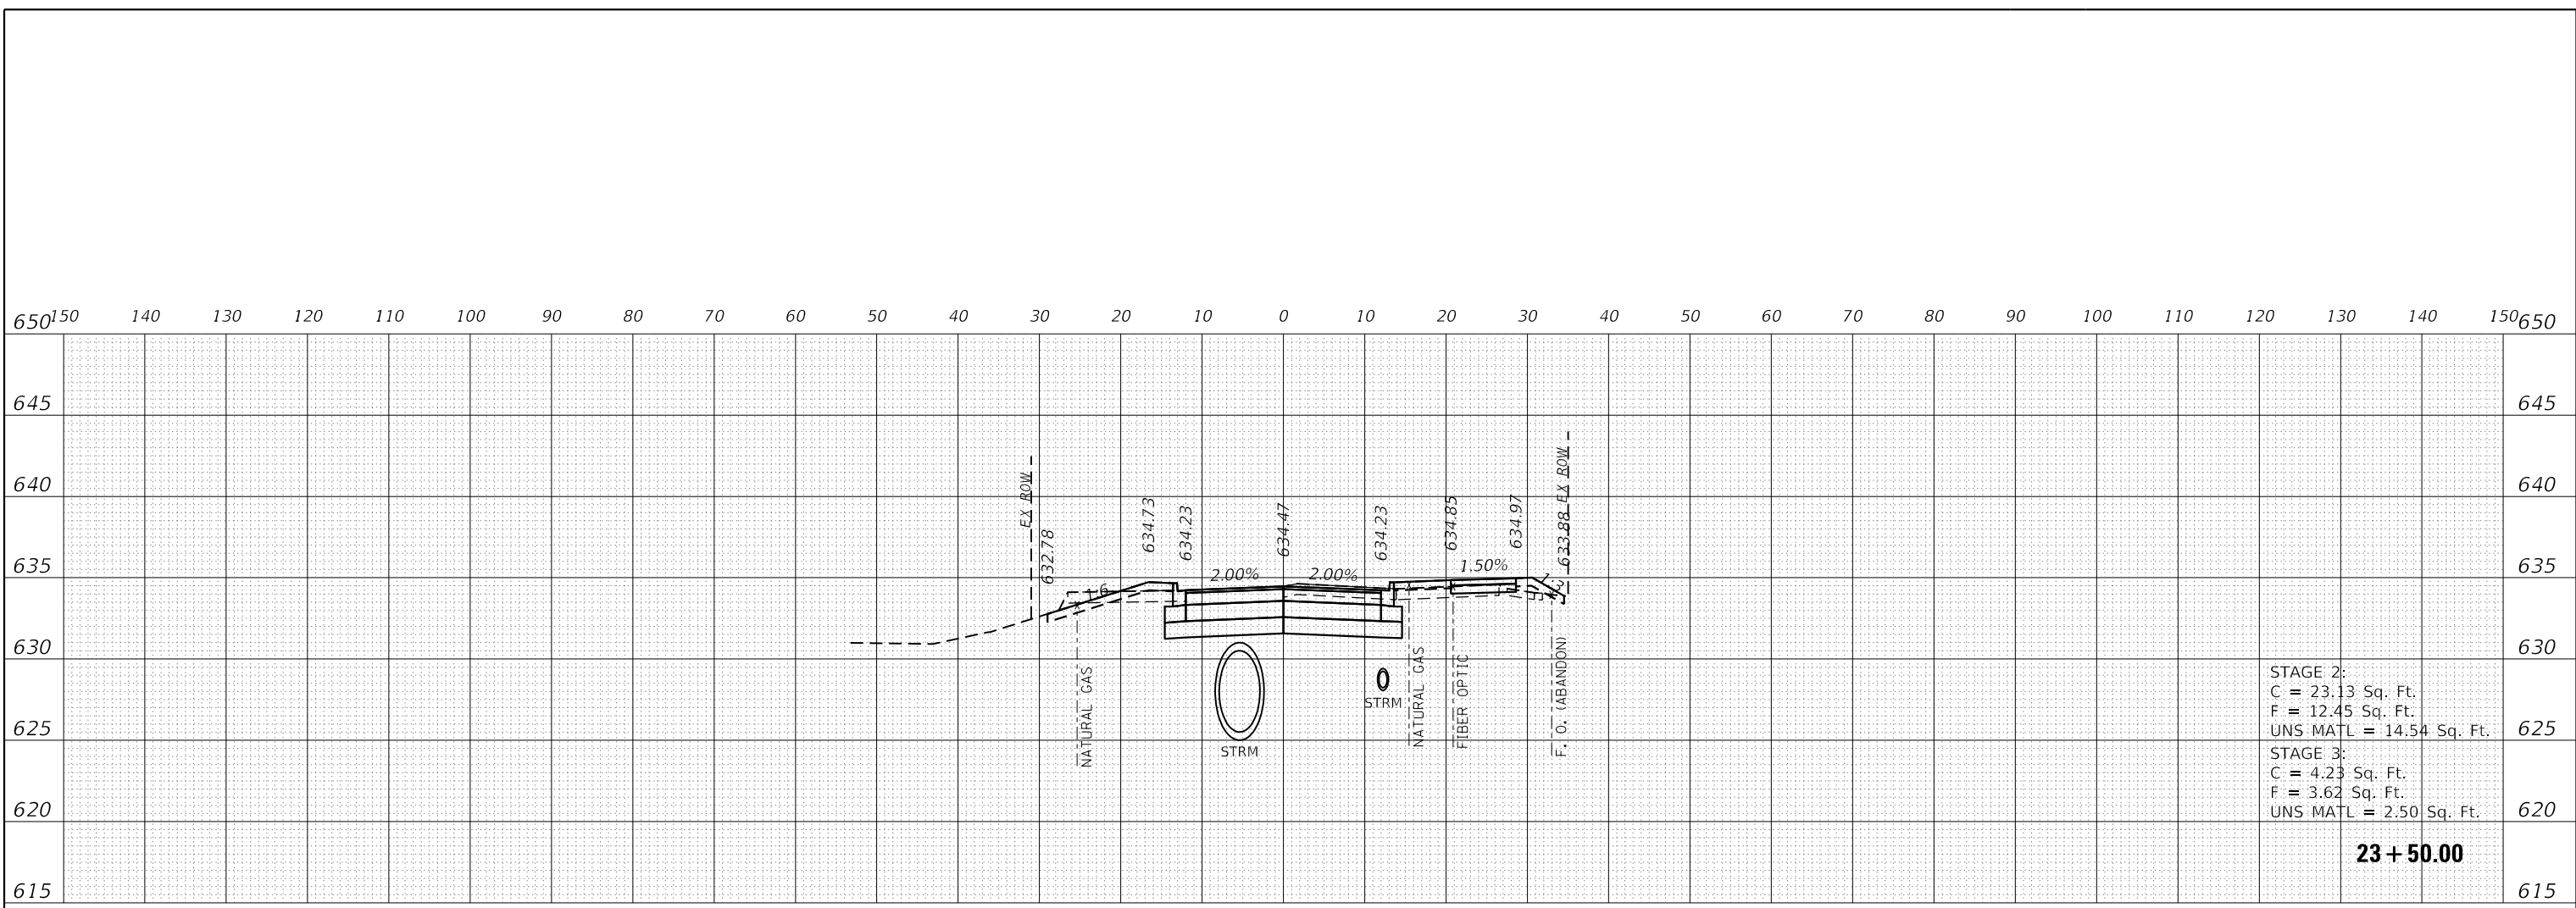 150 140 130 120 110 100 90 80 70 60 50 40 30 20 10 0 10 20 30 40 50 60 70 80 90 100 110 120 130 140 150
650 650
645 645
640 640
EX ROW
632.78
634.73
634.23
634.47
634.23
634.85
634.97
633.88 EX ROW
635 635
1:6
2.00%
2.00%
1.50%
1:3
630 630
NATURAL GAS
STRM
STRM
NATURAL GAS
FIBER OPTIC
F. O. (ABANDON)
STAGE 2:
C = 23.13 Sq. Ft.
F = 12.45 Sq. Ft.
UNS MATL = 14.54 Sq. Ft.
625 625
STAGE 3:
C = 4.23 Sq. Ft.
F = 3.62 Sq. Ft.
UNS MATL = 2.50 Sq. Ft.
620 620
23+50.00
615 615